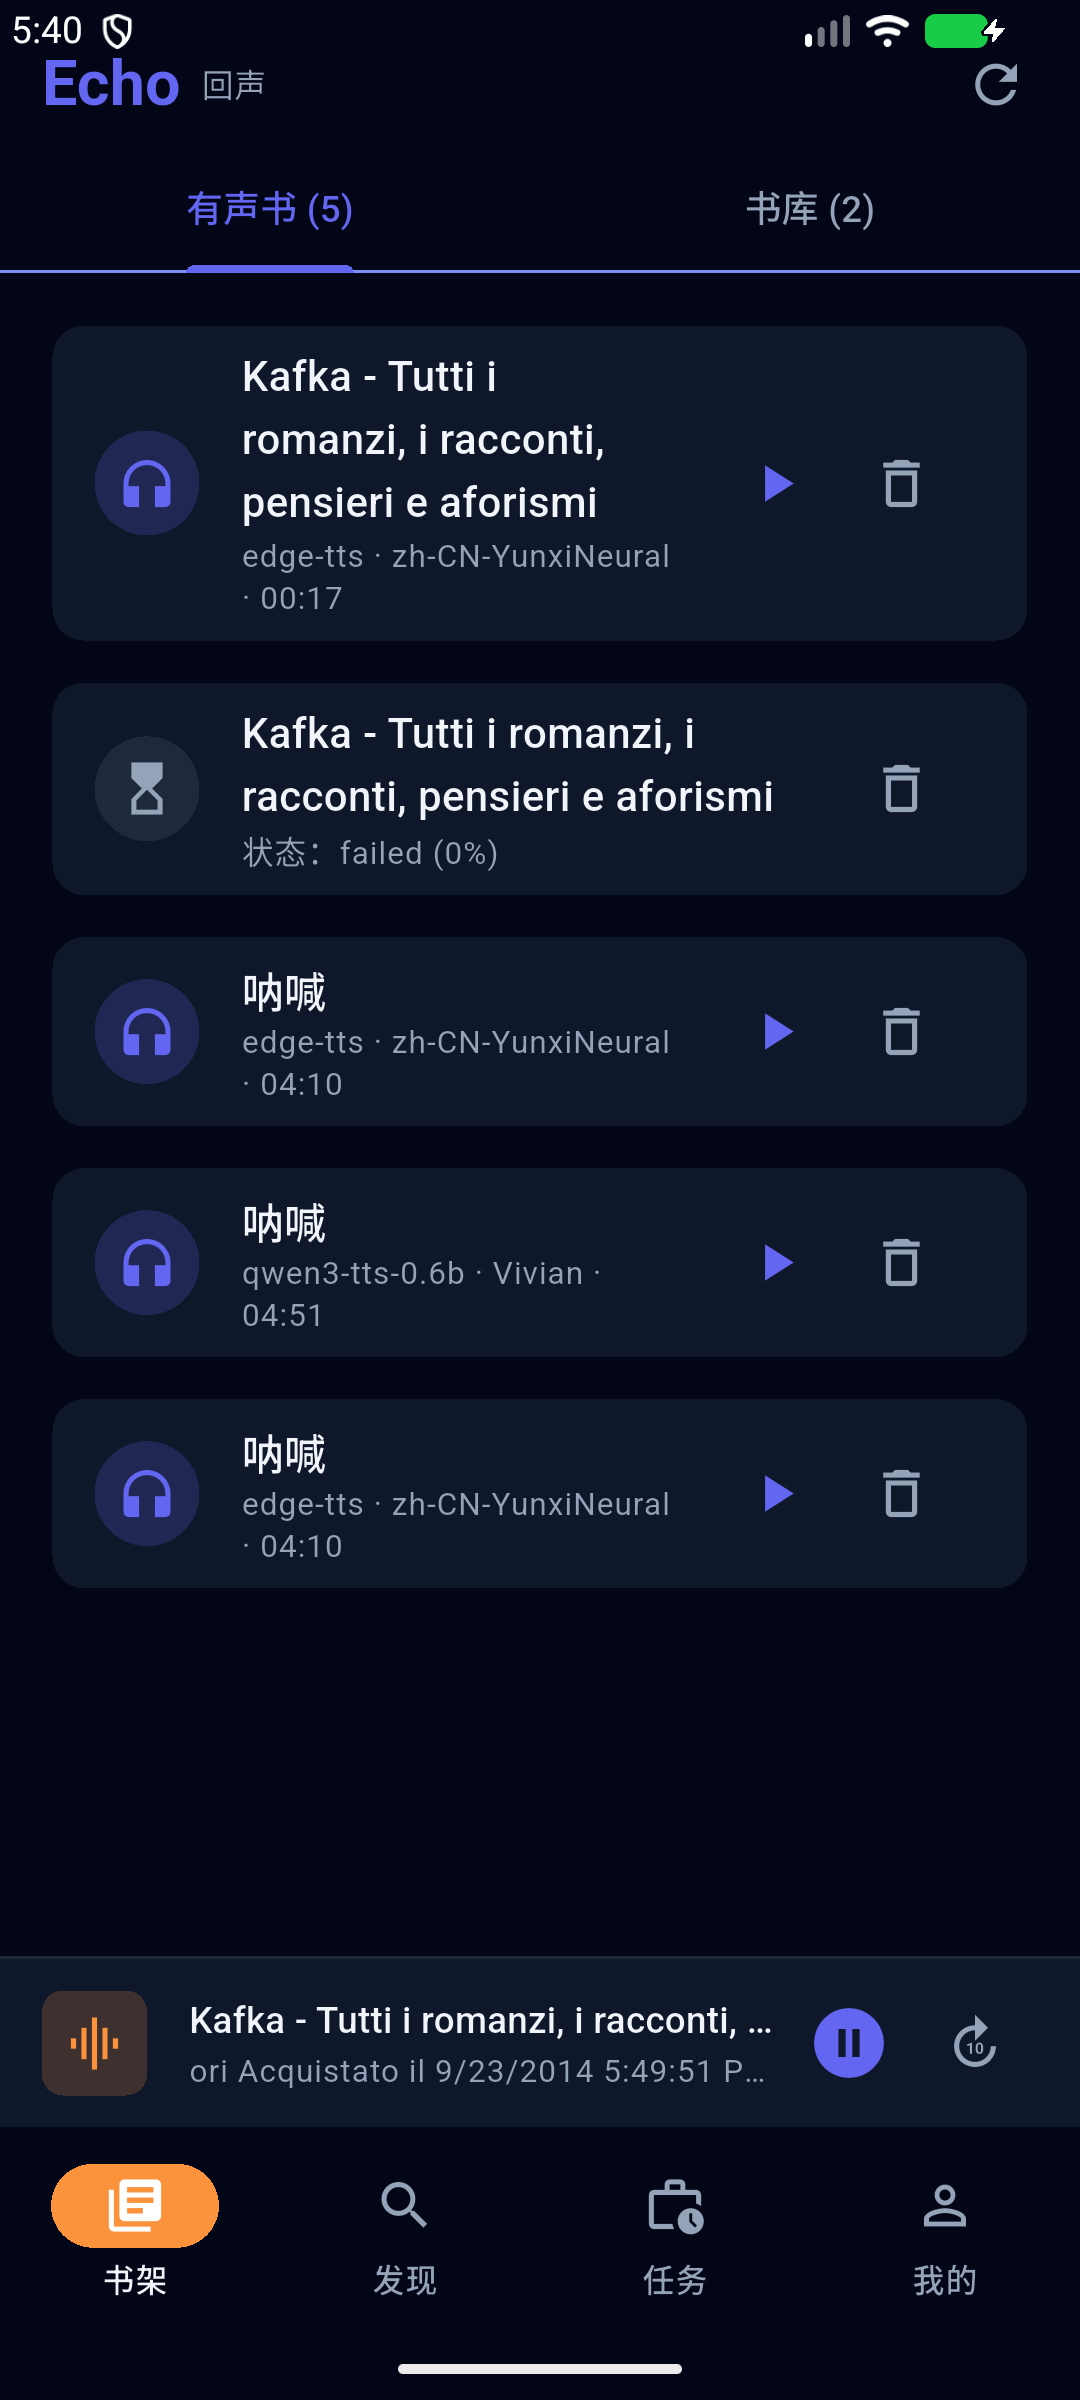 5:40
Echo 回声
有声书 (5)
书库 (2)
Kafka - Tutti i
romanzi, i racconti,
pensieri e aforismi
edge-tts · zh-CN-YunxiNeural
· 00:17
Kafka - Tutti i romanzi, i
racconti, pensieri e aforismi
状态：failed (0%)
呐喊
edge-tts · zh-CN-YunxiNeural
· 04:10
呐喊
qwen3-tts-0.6b · Vivian ·
04:51
呐喊
edge-tts · zh-CN-YunxiNeural
· 04:10
Kafka - Tutti i romanzi, i racconti, …
ori Acquistato il 9/23/2014 5:49:51 P…
10
书架
发现
任务
我的